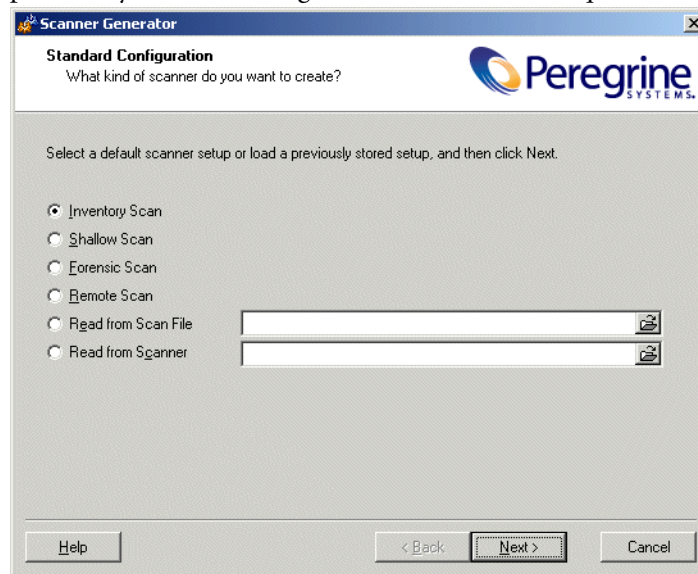 Scanner Generator
Standard Configuration
What kind of scanner do you want to create?
Peregrine
SYSTEMS.
Select a default scanner setup or load a previously stored setup, and then click Next.
Inventory Scan
Shallow Scan
Forensic Scan
Remote Scan
Read from Scan File
Read from Scanner
Help
< Back
Next >
Cancel